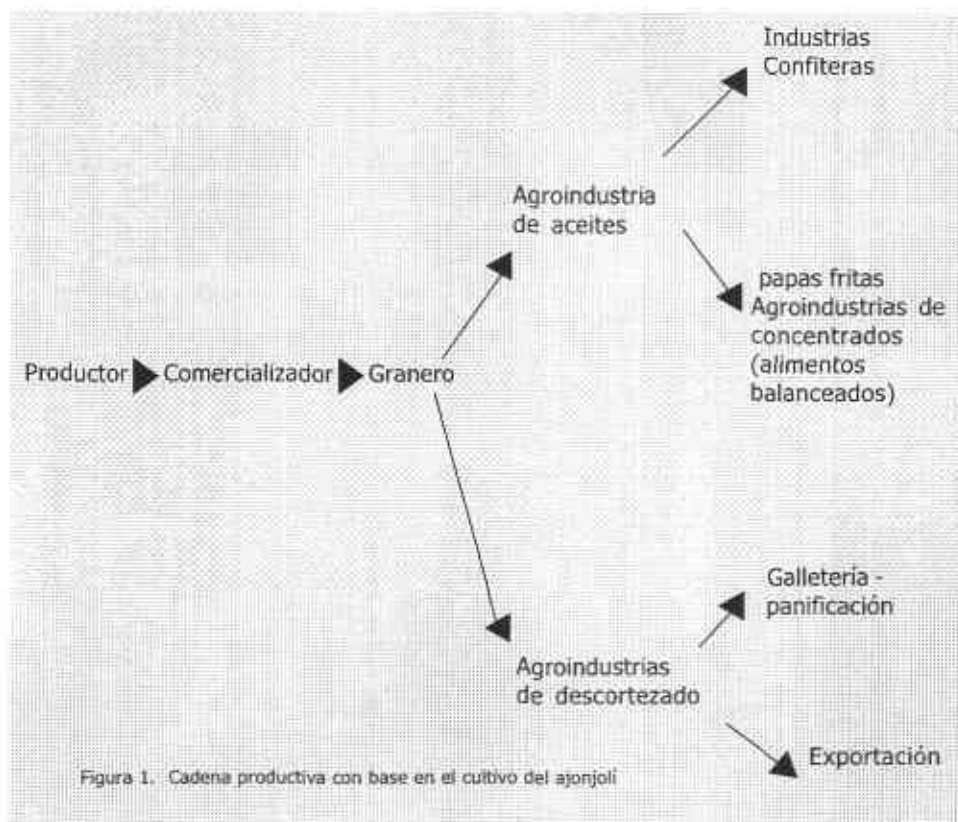 Industrias
Confiteras
Agroindustria
de aceites
papas fritas
Agroindustrias de
concentrados
(alimentos
balanceados)
Productor Comercializador Granero
Galletería -
panificación
Agroindustrias
de descortezado
Exportación
Figura 1. Cadena productiva con base en el cultivo del ajonjolí